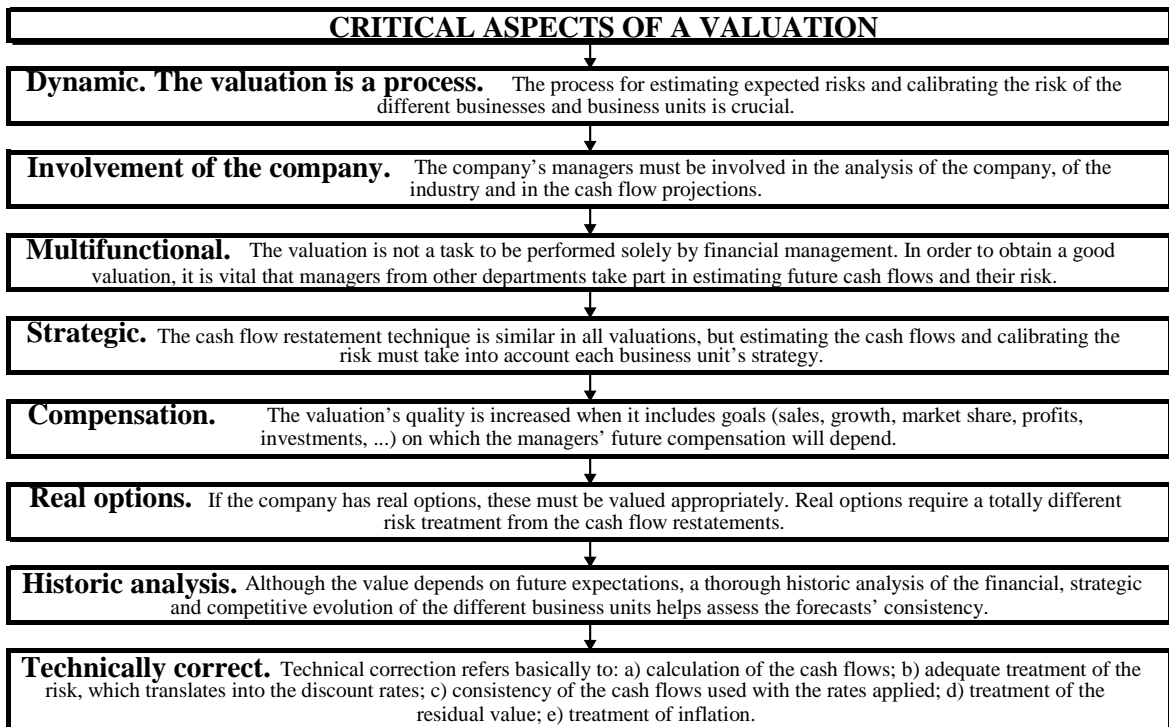 CRITICAL ASPECTS OF A VALUATION
Dynamic. The valuation is a process. The process for estimating expected risks and calibrating the risk of the
different businesses and business units is crucial.
Involvement of the company. The company's managers must be involved in the analysis of the company, of the
industry and in the cash flow projections.
Multifunctional. The valuation is not a task to be performed solely by financial management. In order to obtain a good
valuation, it is vital that managers from other departments take part in estimating future cash flows and their risk.
Strategic. The cash flow restatement technique is similar in all valuations, but estimating the cash flows and calibrating the
risk must take into account each business unit's strategy.
Compensation. The valuation's quality is increased when it includes goals (sales, growth, market share, profits,
investments, ...) on which the managers' future compensation will depend.
Real options. If the company has real options, these must be valued appropriately. Real options require a totally different
risk treatment from the cash flow restatements.
Historic analysis. Although the value depends on future expectations, a thorough historic analysis of the financial, strategic
and competitive evolution of the different business units helps assess the forecasts' consistency.
Technically correct. Technical correction refers basically to: a) calculation of the cash flows; b) adequate treatment of the
risk, which translates into the discount rates; c) consistency of the cash flows used with the rates applied; d) treatment of the
residual value; e) treatment of inflation.